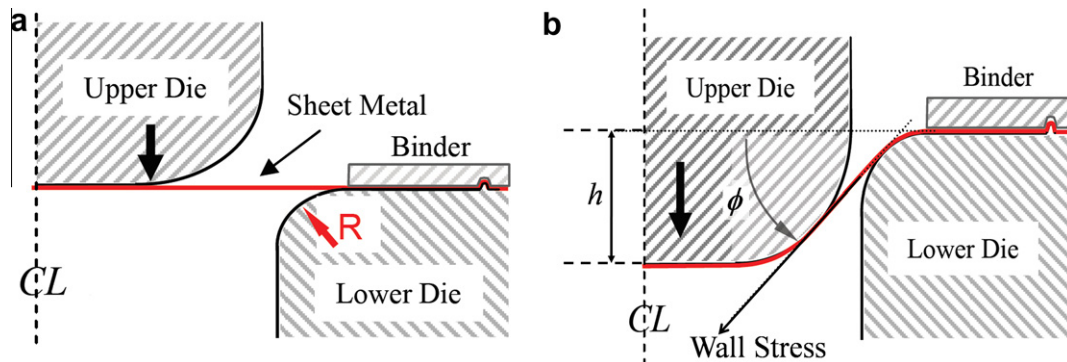 a
Upper Die
Sheet Metal
Binder
R
Lower Die
CL
b
Upper Die
Binder
h
ϕ
Lower Die
CL
Wall Stress